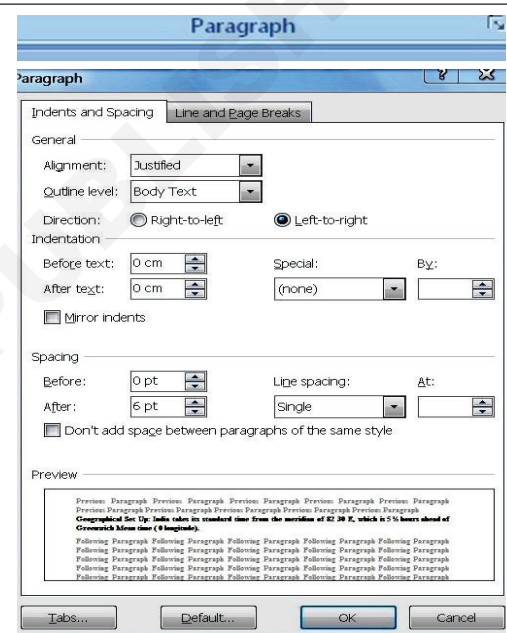 Paragraph
Paragraph
Indents and Spacing Line and Page Breaks
General
Alignment: Justified
Outline level: Body Text
Direction: Right-to-left Left-to-right
Indentation
Before text: 0 cm Special: By:
After text: 0 cm (none)
Mirror indents
Spacing
Before: 0 pt Line spacing: At:
After: 6 pt Single
Don't add space between paragraphs of the same style
Preview
Previous Paragraph Previous Paragraph Previous Paragraph Previous Paragraph Previous Paragraph
Previous Paragraph Previous Paragraph Previous Paragraph Previous Paragraph Previous Paragraph
Geographical Set Up: India takes its standard time from the meridian of 82 30 E, which is 5 ½ hours ahead of
Greenwich Mean time ( 0 longitude).
Following Paragraph Following Paragraph Following Paragraph Following Paragraph Following Paragraph
Following Paragraph Following Paragraph Following Paragraph Following Paragraph Following Paragraph
Following Paragraph Following Paragraph Following Paragraph Following Paragraph Following Paragraph
Following Paragraph Following Paragraph Following Paragraph Following Paragraph Following Paragraph
Following Paragraph Following Paragraph Following Paragraph Following Paragraph Following Paragraph
Tabs... Default... OK Cancel